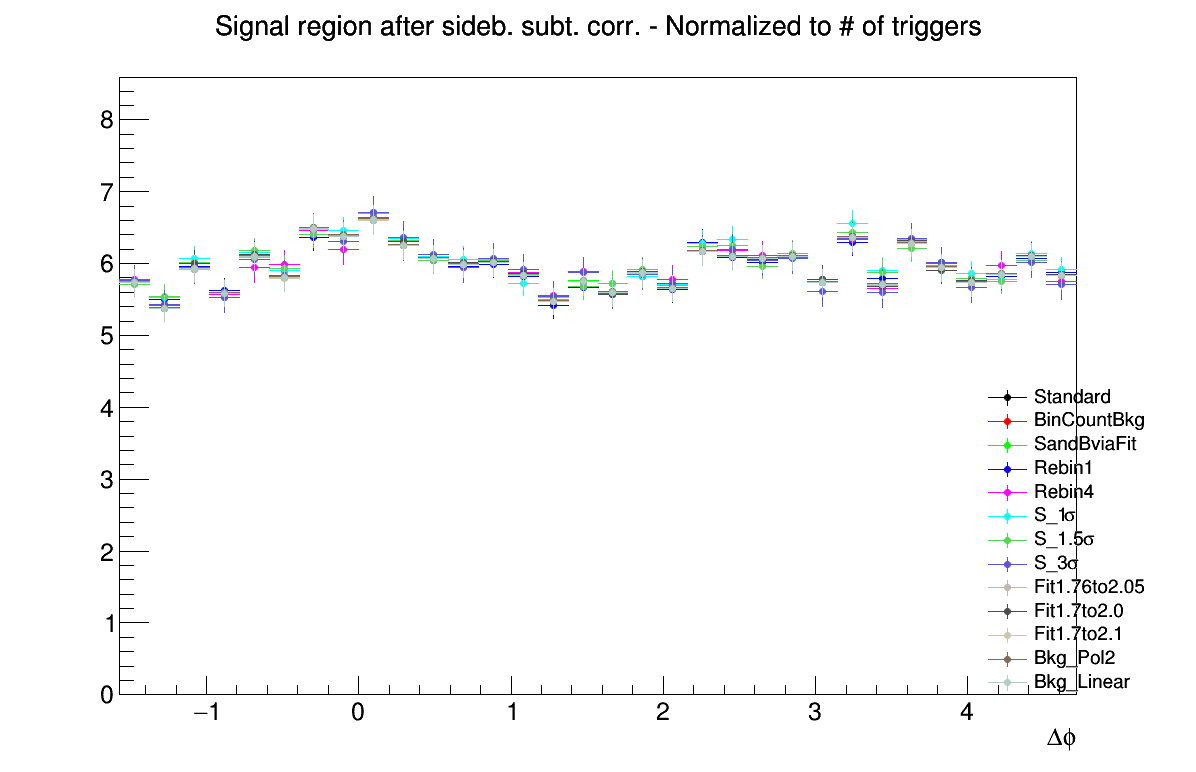 Signal region after sideb. subt. corr. - Normalized to # of triggers
8
7
6
5
4
3
2
1
0
−1 0 1 2 3 4
Δϕ
Standard
BinCountBkg
SandBviaFit
Rebin1
Rebin4
S_1σ
S_1.5σ
S_3σ
Fit1.76to2.05
Fit1.7to2.0
Fit1.7to2.1
Bkg_Pol2
Bkg_Linear